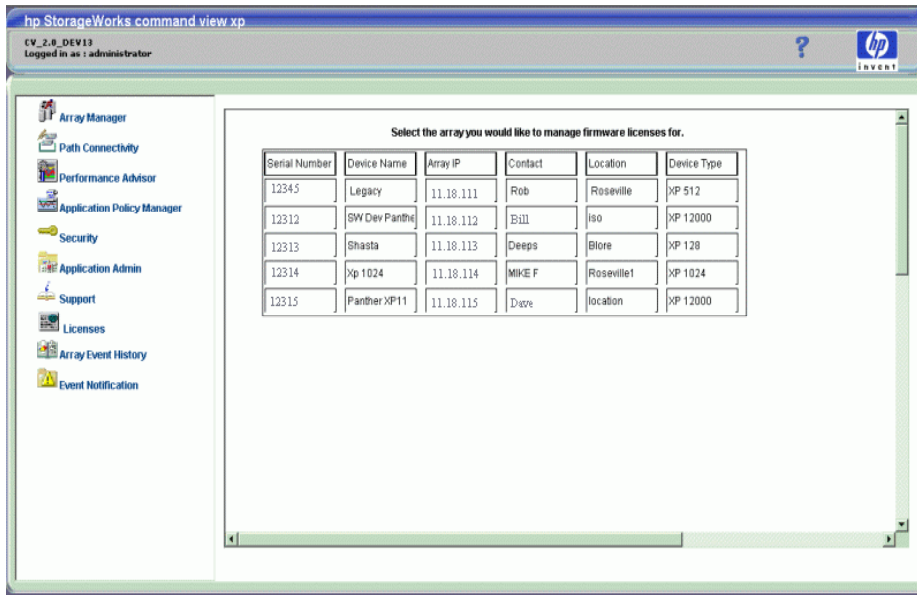 hp StorageWorks command view xp
CV_2.0_DEV13
Logged in as : administrator
?
hp
invent
Array Manager
Path Connectivity
Performance Advisor
Application Policy Manager
Security
Application Admin
Support
Licenses
Array Event History
Event Notification
Select the array you would like to manage firmware licenses for.
Serial Number Device Name Array IP Contact Location Device Type
12345 Legacy 11.18.111 Rob Roseville XP 512
12312 SW Dev Panthe 11.18.112 Bill iso XP 12000
12313 Shasta 11.18.113 Deeps Blore XP 128
12314 Xp 1024 11.18.114 MIKE F Roseville1 XP 1024
12315 Panther XP11 11.18.115 Dave location XP 12000